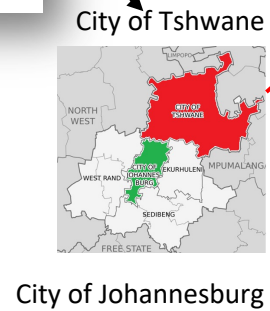 City of Tshwane
LIMPOPO
NORTH
WEST
CITY OF
TSHWANE
MPUMALANGA
CITY OF
JOHANNES
BURG
EKURHULENI
WEST RAND
SEDIBENG
FREE STATE
City of Johannesburg